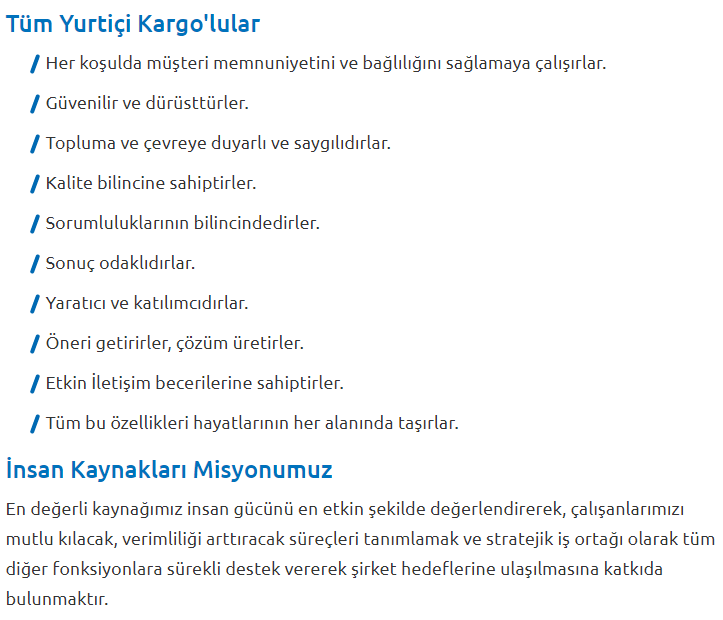 Tüm Yurtiçi Kargo'lular
Her koşulda müşteri memnuniyetini ve bağlılığını sağlamaya çalışırlar.
Güvenilir ve dürüsttürler.
Topluma ve çevreye duyarlı ve saygılıdırlar.
Kalite bilincine sahiptirler.
Sorumluluklarının bilincindedirler.
Sonuç odaklıdırlar.
Yaratıcı ve katılımcıdırlar.
Öneri getirirler, çözüm üretirler.
Etkin İletişim becerilerine sahiptirler.
Tüm bu özellikleri hayatlarının her alanında taşırlar.
İnsan Kaynakları Misyonumuz
En değerli kaynağımız insan gücünü en etkin şekilde değerlendirerek, çalışanlarımızı
mutlu kılacak, verimliliği arttıracak süreçleri tanımlamak ve stratejik iş ortağı olarak tüm
diğer fonksiyonlara sürekli destek vererek şirket hedeflerine ulaşılmasına katkıda
bulunmaktır.